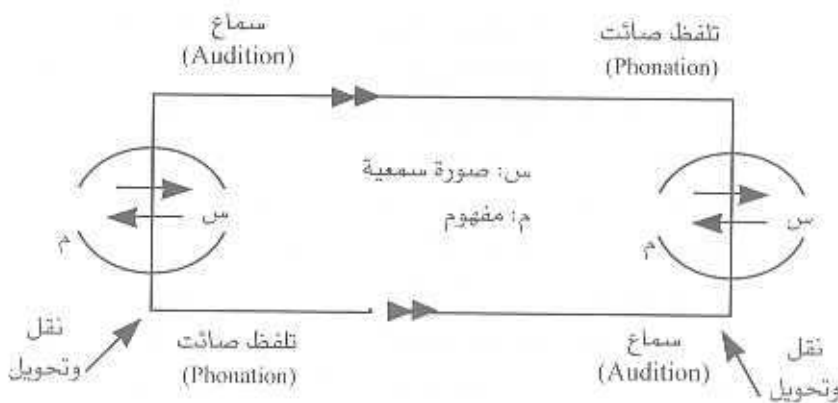 تلفظ صائت
(Phonation)
سماع
(Audition)
س: صورة سمعية
م: مفهوم
س
م
س
م
سماع
(Audition)
تلفظ صائت
(Phonation)
نقل
وتحويل
نقل
وتحويل